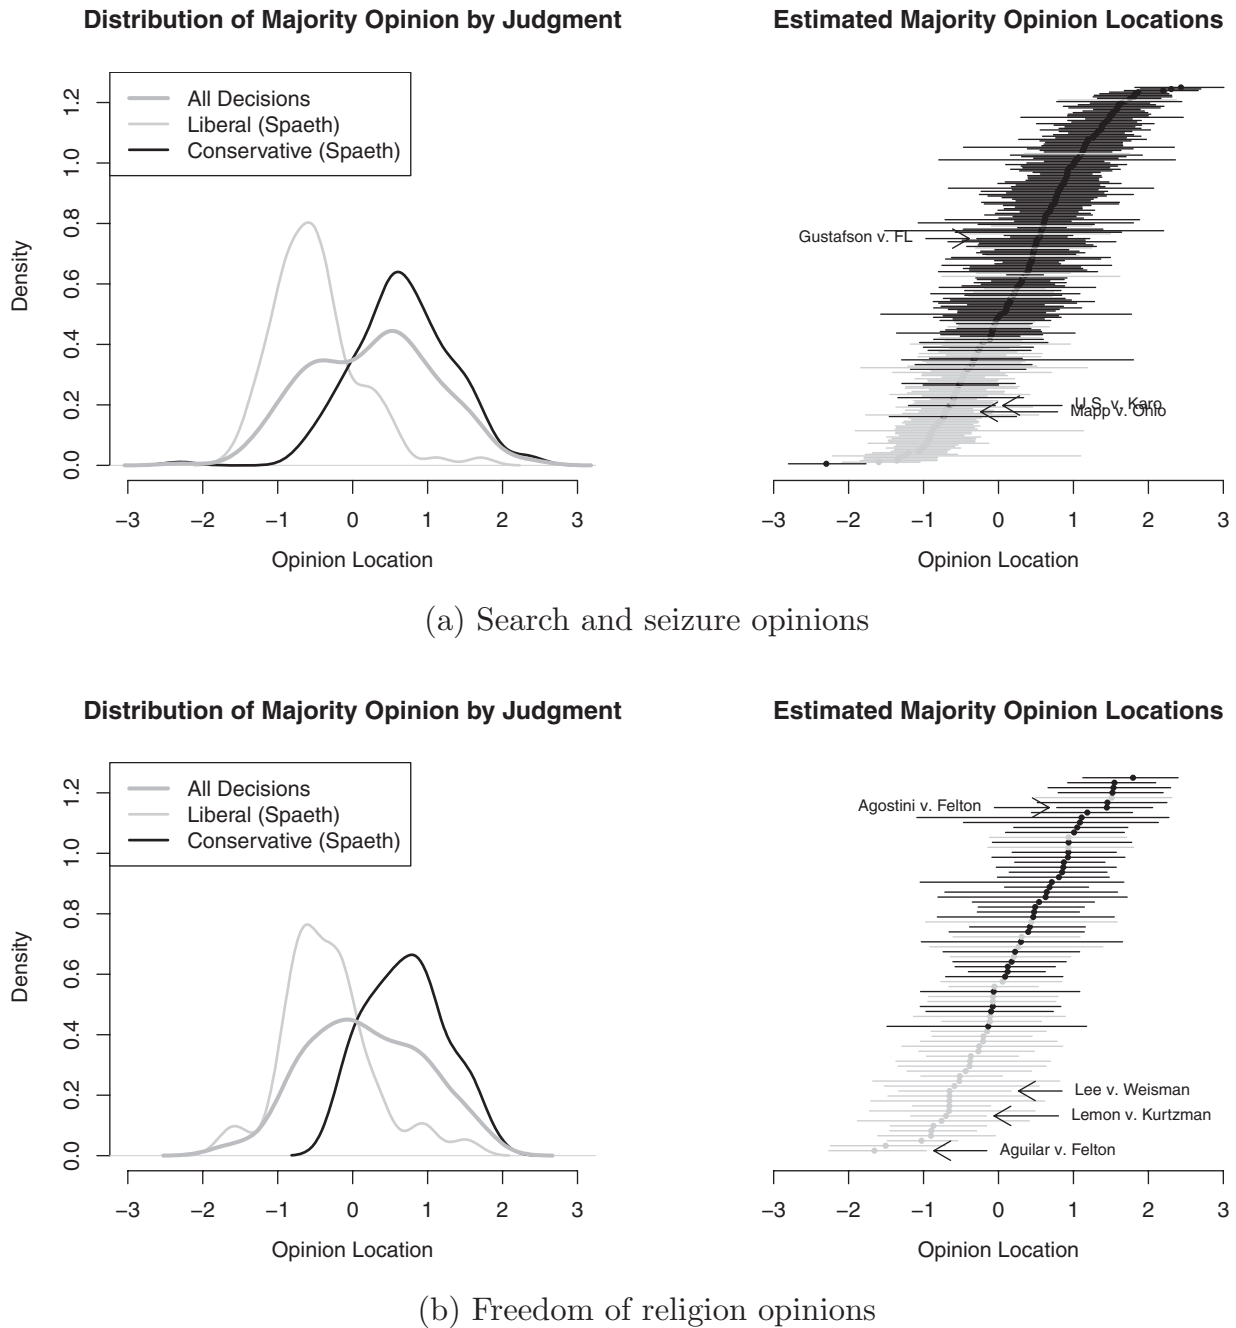 Distribution of Majority Opinion by Judgment
All Decisions
Liberal (Spaeth)
Conservative (Spaeth)
Density
0.0 0.2 0.4 0.6 0.8 1.0 1.2
−3 −2 −1 0 1 2 3
Opinion Location
Estimated Majority Opinion Locations
Gustafson v. FL
U.S. v. Karo
Mapp v. Ohio
−3 −2 −1 0 1 2 3
Opinion Location
(a) Search and seizure opinions
Distribution of Majority Opinion by Judgment
All Decisions
Liberal (Spaeth)
Conservative (Spaeth)
Density
0.0 0.2 0.4 0.6 0.8 1.0 1.2
−3 −2 −1 0 1 2 3
Opinion Location
Estimated Majority Opinion Locations
Agostini v. Felton
Lee v. Weisman
Lemon v. Kurtzman
Aguilar v. Felton
−3 −2 −1 0 1 2 3
Opinion Location
(b) Freedom of religion opinions